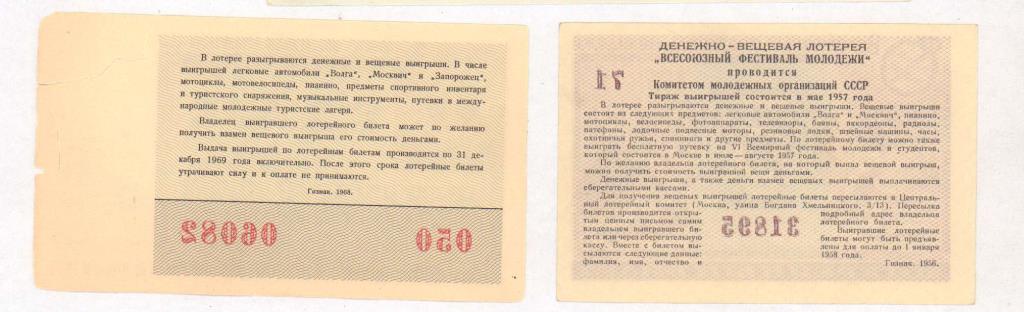 В лотерее разыгрываются денежные и вещевые выигрыши. В числе
выигрышей легковые автомобили „Волга", „Москвич" и „Запорожец",
мотоциклы, мотовелосипеды, пианино, предметы спортивного инвентаря
и туристского снаряжения, музыкальные инструменты, путевки в между-
народные молодежные туристские лагеря.
Владелец выигравшего лотерейного билета может по желанию
получить взамен вещевого выигрыша его стоимость деньгами.
Выдача выигрышей по лотерейным билетам производится по 31 де-
кабря 1969 года включительно. После этого срока лотерейные билеты
утрачивают силу и к оплате не принимаются.
Гознак. 1968.
06082 050
ДЕНЕЖНО-ВЕЩЕВАЯ ЛОТЕРЕЯ
„ВСЕСОЮЗНЫЙ ФЕСТИВАЛЬ МОЛОДЕЖИ"
71
проводится
Комитетом молодежных организаций СССР
Тираж выигрышей состоится в мае 1957 года
В лотерее разыгрываются денежные и вещевые выигрыши. Вещевые выигрыши
состоят из следующих предметов: легковые автомобили „Волга" и „Москвич", пианино,
мотоциклы, велосипеды, фотоаппараты, телевизоры, баяны, аккордеоны, радиолы,
патефоны, лодочные подвесные моторы, резиновые лодки, швейные машины, часы,
охотничьи ружья, спиннинги и другие предметы. По лотерейному билету можно также
выиграть бесплатную путевку на VI Всемирный фестиваль молодежи и студентов,
который состоится в Москве в июле—августе 1957 года.
По желанию владельца лотерейного билета, на который выпал вещевой выигрыш,
можно получить стоимость выигранной вещи деньгами.
Денежные выигрыши, а также деньги взамен вещевых выигрышей выплачиваются
сберегательными кассами.
Для получения вещевых выигрышей лотерейные билеты пересылаются в Централь-
ный лотерейный комитет (Москва, улица Богдана Хмельницкого, 3/13). Пересылка
билетов производится откры-
тым ценным письмом самим
владельцем выигравшего биле-
та или через сберегательную
кассу. Вместе с билетом вы-
сылаются следующие данные:
фамилия, имя, отчество и
31895
подробный адрес владельца
лотерейного билета.
Выигравшие лотерейные
билеты могут быть предъяв-
лены для оплаты до 1 января
1958 года.
Гознак. 1956.